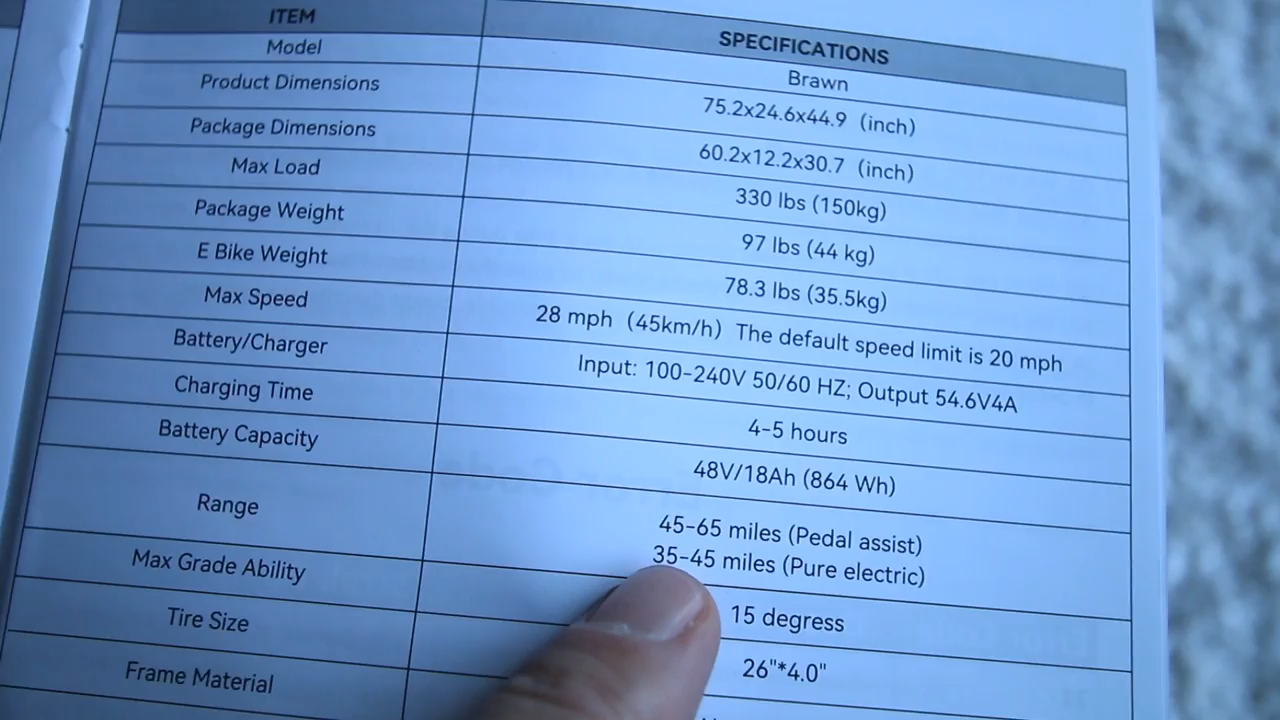 ITEM SPECIFICATIONS
Model Brawn
Product Dimensions 75.2x24.6x44.9 (inch)
Package Dimensions 60.2x12.2x30.7 (inch)
Max Load 330 lbs (150kg)
Package Weight 97 lbs (44 kg)
E Bike Weight 78.3 lbs (35.5kg)
Max Speed 28 mph (45km/h) The default speed limit is 20 mph
Battery/Charger Input: 100-240V 50/60 HZ; Output 54.6V4A
Charging Time 4-5 hours
Battery Capacity 48V/18Ah (864 Wh)
Range 45-65 miles (Pedal assist)
35-45 miles (Pure electric)
Max Grade Ability 15 degress
Tire Size 26"*4.0"
Frame Material